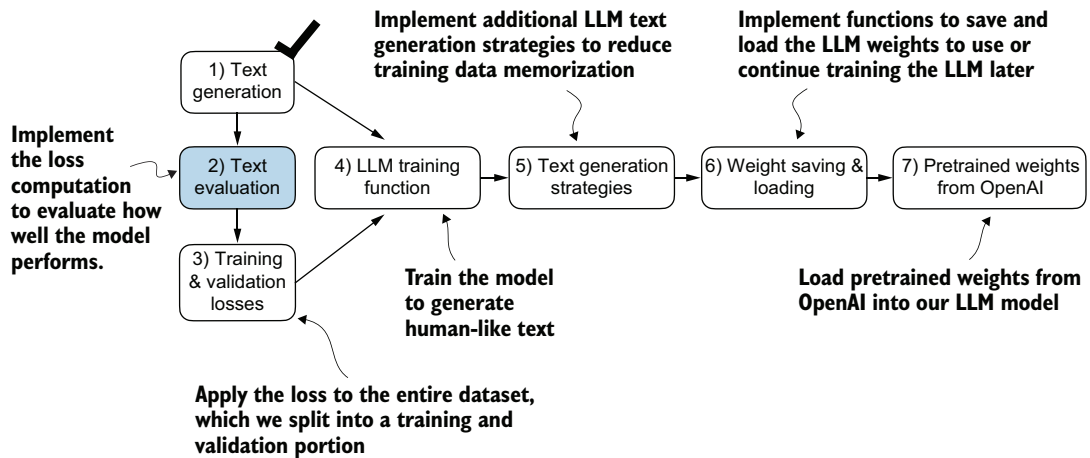 Implement additional LLM text
generation strategies to reduce
training data memorization
Implement functions to save and
load the LLM weights to use or
continue training the LLM later
1) Text
generation
Implement
the loss
computation
to evaluate how
well the model
performs.
2) Text
evaluation
4) LLM training
function
5) Text generation
strategies
6) Weight saving &
loading
7) Pretrained weights
from OpenAI
3) Training
& validation
losses
Train the model
to generate
human-like text
Load pretrained weights from
OpenAI into our LLM model
Apply the loss to the entire dataset,
which we split into a training and
validation portion